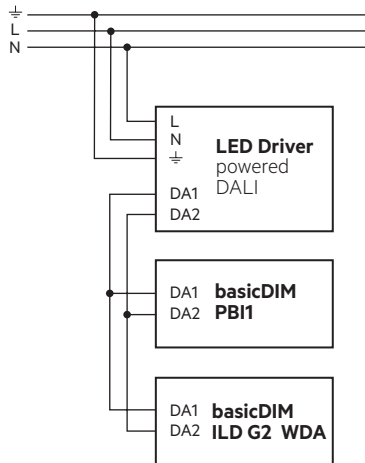 ⏚
L
N
L
N
⏚
LED Driver
powered
DALI
DA1
DA2
DA1 basicDIM
DA2 PBI1
DA1 basicDIM
DA2 ILD G2 WDA